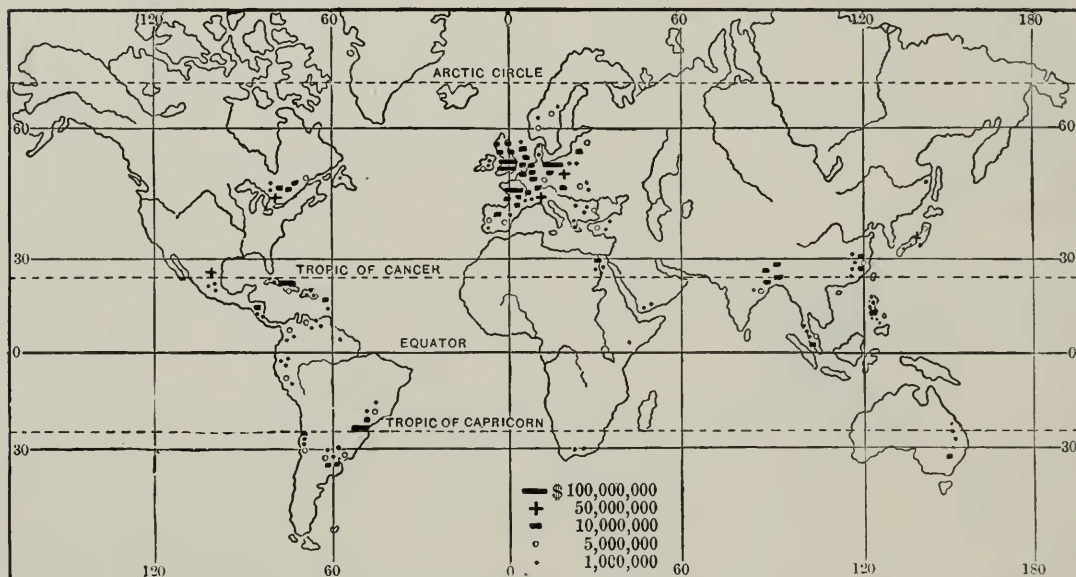 120 60 0 60 120 180
ARCTIC CIRCLE
60 60
30 30
TROPIC OF CANCER
EQUATOR
0 0
TROPIC OF CAPRICORN
30 30
$100,000,000
50,000,000
10,000,000
5,000,000
1,000,000
120 60 0 60 120 180